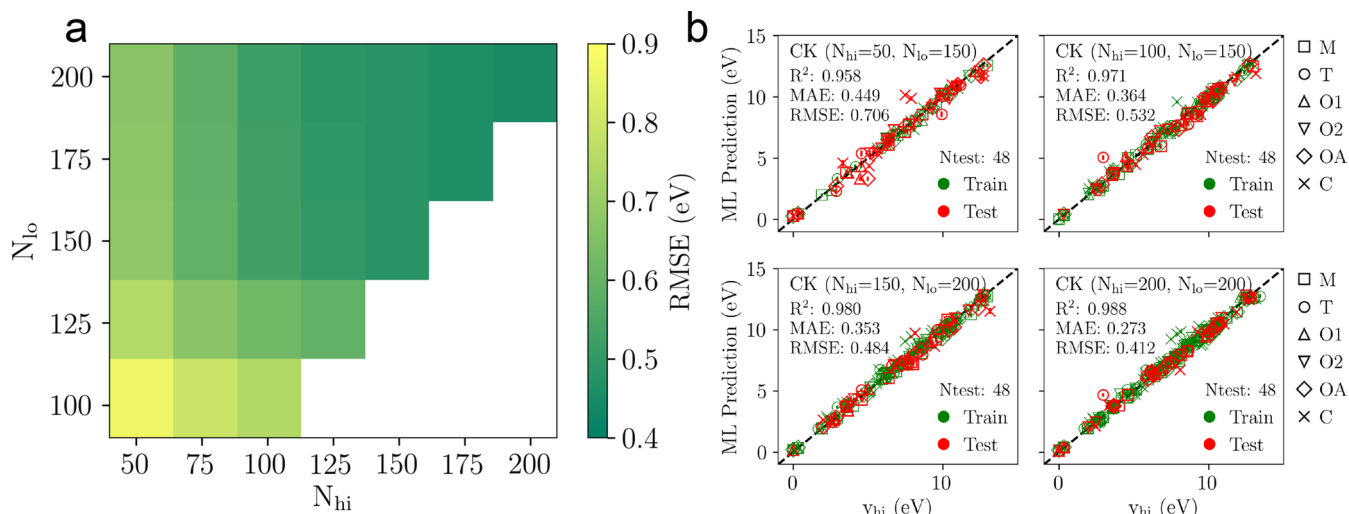 a
200
175
150
125
100
N_lo
50 75 100 125 150 175 200
N_hi
0.9
0.8
0.7
0.6
0.5
0.4
RMSE (eV)
b
15
10
5
0
ML Prediction (eV)
CK (N_hi=50, N_lo=150)
R²: 0.958
MAE: 0.449
RMSE: 0.706
Ntest: 48
Train
Test
CK (N_hi=100, N_lo=150)
R²: 0.971
MAE: 0.364
RMSE: 0.532
Ntest: 48
Train
Test
M
T
O1
O2
OA
C
15
10
5
0
ML Prediction (eV)
CK (N_hi=150, N_lo=200)
R²: 0.980
MAE: 0.353
RMSE: 0.484
Ntest: 48
Train
Test
0 10
y_hi (eV)
CK (N_hi=200, N_lo=200)
R²: 0.988
MAE: 0.273
RMSE: 0.412
Ntest: 48
Train
Test
0 10
y_hi (eV)
M
T
O1
O2
OA
C